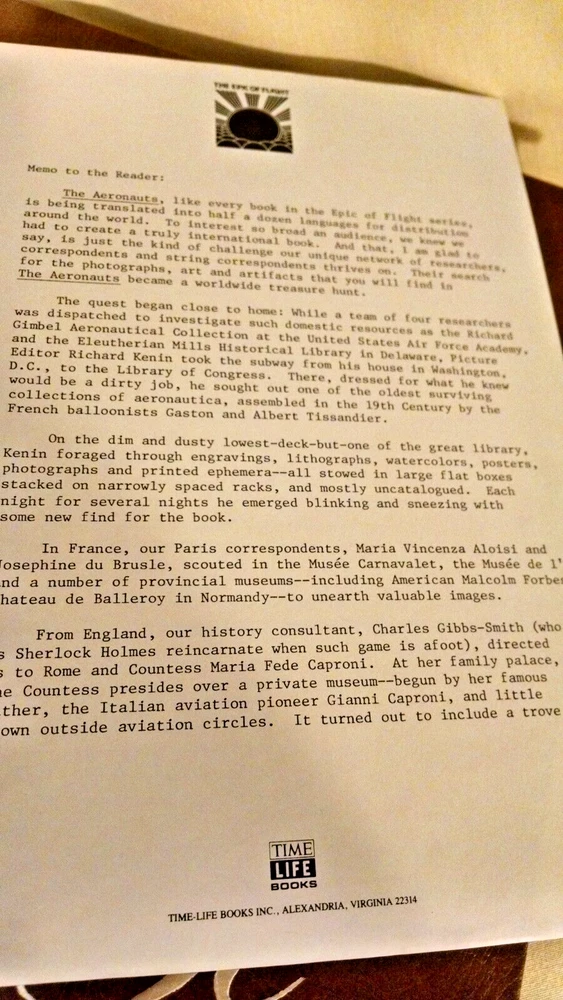 THE EPIC OF FLIGHT
Memo to the Reader:
The Aeronauts, like every book in the Epic of Flight series,
is being translated into half a dozen languages for distribution
around the world. To interest so broad an audience, we knew we
had to create a truly international book. And that, I am glad to
say, is just the kind of challenge our unique network of researchers,
correspondents and string correspondents thrives on. Their search
for the photographs, art and artifacts that you will find in
The Aeronauts became a worldwide treasure hunt.
The quest began close to home: While a team of four researchers
was dispatched to investigate such domestic resources as the Richard
Gimbel Aeronautical Collection at the United States Air Force Academy,
and the Eleutherian Mills Historical Library in Delaware, Picture
Editor Richard Kenin took the subway from his house in Washington,
D.C., to the Library of Congress. There, dressed for what he knew
would be a dirty job, he sought out one of the oldest surviving
collections of aeronautica, assembled in the 19th Century by the
French balloonists Gaston and Albert Tissandier.
On the dim and dusty lowest-deck-but-one of the great library,
Kenin foraged through engravings, lithographs, watercolors, posters,
photographs and printed ephemera--all stowed in large flat boxes
stacked on narrowly spaced racks, and mostly uncatalogued. Each
night for several nights he emerged blinking and sneezing with
some new find for the book.
In France, our Paris correspondents, Maria Vincenza Aloisi and
Josephine du Brusle, scouted in the Musée Carnavalet, the Musée de l'
nd a number of provincial museums--including American Malcolm Forbes
hateau de Balleroy in Normandy--to unearth valuable images.
From England, our history consultant, Charles Gibbs-Smith (who
s Sherlock Holmes reincarnate when such game is afoot), directed
s to Rome and Countess Maria Fede Caproni. At her family palace,
he Countess presides over a private museum--begun by her famous
ther, the Italian aviation pioneer Gianni Caproni, and little
own outside aviation circles. It turned out to include a trove
TIME
LIFE
BOOKS
TIME-LIFE BOOKS INC., ALEXANDRIA, VIRGINIA 22314